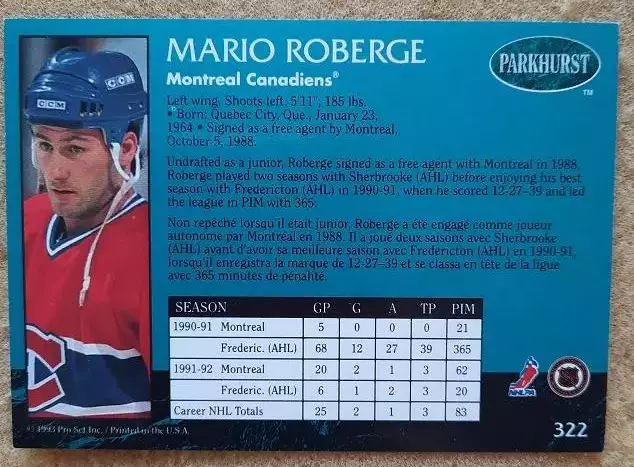 MARIO ROBERGE
Montreal Canadiens®
PARKHURST
TM
CCM
CCM
Left wing. Shoots left. 5'11", 185 lbs.
• Born: Quebec City, Que., January 23,
1964 • Signed as a free agent by Montreal,
October 5, 1988.
Undrafted as a junior, Roberge signed as a free agent with Montreal in 1988.
Roberge played two seasons with Sherbrooke (AHL) before enjoying his best
season with Fredericton (AHL) in 1990-91, when he scored 12-27-39 and led
the league in PIM with 365.
Non repêché lorsqu'il était junior, Roberge a été engagé comme joueur
autonome par Montréal en 1988. Il a joué deux saisons avec Sherbrooke
(AHL) avant d'avoir sa meilleure saison avec Fredericton (AHL) en 1990-91,
lorsqu'il enregistra la marque de 12-27-39 et se classa en tête de la ligue
avec 365 minutes de pénalité.
SEASON GP G A TP PIM
1990-91 Montreal 5 0 0 0 21
Frederic. (AHL) 68 12 27 39 365
1991-92 Montreal 20 2 1 3 62
Frederic. (AHL) 6 1 2 3 20
Career NHL Totals 25 2 1 3 83
NHLPA
© 1993 Pro Set Inc. / Printed in the U.S.A.
322